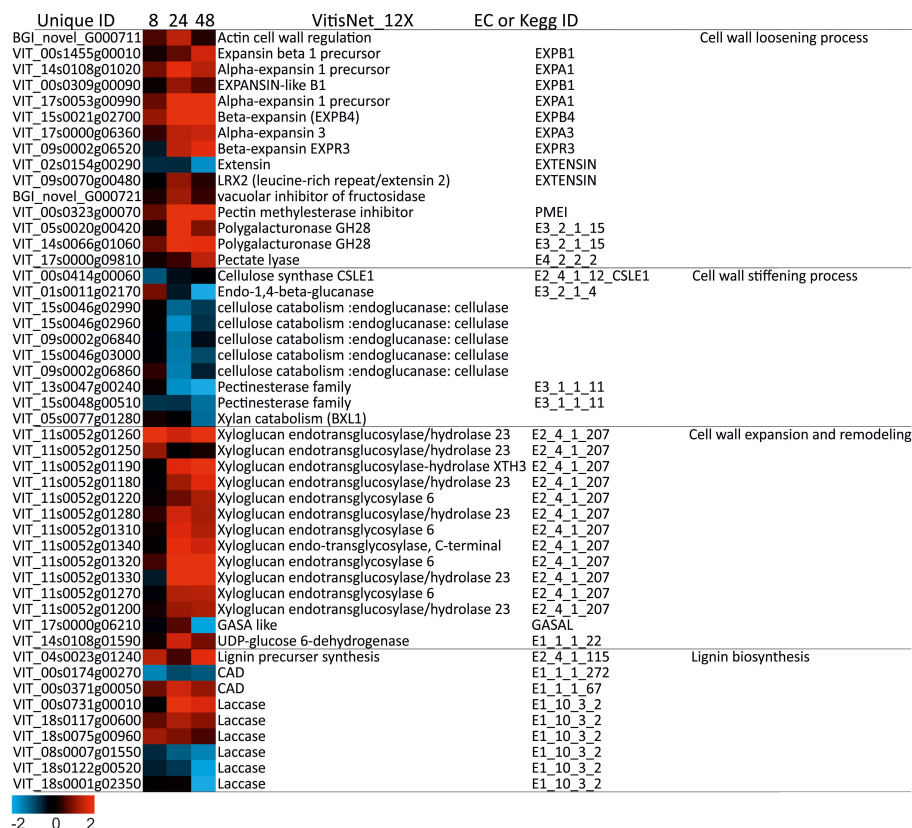 Unique ID 8 24 48 VitisNet_12X EC or Kegg ID
BGI_novel_G000711 Actin cell wall regulation Cell wall loosening process
VIT_00s1455g00010 Expansin beta 1 precursor EXPB1
VIT_14s0108g01020 Alpha-expansin 1 precursor EXPA1
VIT_00s0309g00090 EXPANSIN-like B1 EXPB1
VIT_17s0053g00990 Alpha-expansin 1 precursor EXPA1
VIT_15s0021g02700 Beta-expansin (EXPB4) EXPB4
VIT_17s0000g06360 Alpha-expansin 3 EXPA3
VIT_09s0002g06520 Beta-expansin EXPR3 EXPR3
VIT_02s0154g00290 Extensin EXTENSIN
VIT_09s0070g00480 LRX2 (leucine-rich repeat/extensin 2) EXTENSIN
BGI_novel_G000721 vacuolar inhibitor of fructosidase
VIT_00s0323g00070 Pectin methylesterase inhibitor PMEI
VIT_05s0020g00420 Polygalacturonase GH28 E3_2_1_15
VIT_14s0066g01060 Polygalacturonase GH28 E3_2_1_15
VIT_17s0000g09810 Pectate lyase E4_2_2_2
VIT_00s0414g00060 Cellulose synthase CSLE1 E2_4_1_12_CSLE1 Cell wall stiffening process
VIT_01s0011g02170 Endo-1,4-beta-glucanase E3_2_1_4
VIT_15s0046g02990 cellulose catabolism :endoglucanase: cellulase
VIT_15s0046g02960 cellulose catabolism :endoglucanase: cellulase
VIT_09s0002g06840 cellulose catabolism :endoglucanase: cellulase
VIT_15s0046g03000 cellulose catabolism :endoglucanase: cellulase
VIT_09s0002g06860 cellulose catabolism :endoglucanase: cellulase
VIT_13s0047g00240 Pectinesterase family E3_1_1_11
VIT_15s0048g00510 Pectinesterase family E3_1_1_11
VIT_05s0077g01280 Xylan catabolism (BXL1)
VIT_11s0052g01260 Xyloglucan endotransglucosylase/hydrolase 23 E2_4_1_207 Cell wall expansion and remodeling
VIT_11s0052g01250 Xyloglucan endotransglucosylase/hydrolase 23 E2_4_1_207
VIT_11s0052g01190 Xyloglucan endotransglucosylase-hydrolase XTH3 E2_4_1_207
VIT_11s0052g01180 Xyloglucan endotransglucosylase/hydrolase 23 E2_4_1_207
VIT_11s0052g01220 Xyloglucan endotransglycosylase 6 E2_4_1_207
VIT_11s0052g01280 Xyloglucan endotransglucosylase/hydrolase 23 E2_4_1_207
VIT_11s0052g01310 Xyloglucan endotransglycosylase 6 E2_4_1_207
VIT_11s0052g01340 Xyloglucan endo-transglycosylase, C-terminal E2_4_1_207
VIT_11s0052g01320 Xyloglucan endotransglycosylase 6 E2_4_1_207
VIT_11s0052g01330 Xyloglucan endotransglucosylase/hydrolase 23 E2_4_1_207
VIT_11s0052g01270 Xyloglucan endotransglycosylase 6 E2_4_1_207
VIT_11s0052g01200 Xyloglucan endotransglucosylase/hydrolase 23 E2_4_1_207
VIT_17s0000g06210 GASA like GASAL
VIT_14s0108g01590 UDP-glucose 6-dehydrogenase E1_1_1_22
VIT_04s0023g01240 Lignin precurser synthesis E2_4_1_115 Lignin biosynthesis
VIT_00s0174g00270 CAD E1_1_1_272
VIT_00s0371g00050 CAD E1_1_1_67
VIT_00s0731g00010 Laccase E1_10_3_2
VIT_18s0117g00600 Laccase E1_10_3_2
VIT_18s0075g00960 Laccase E1_10_3_2
VIT_08s0007g01550 Laccase E1_10_3_2
VIT_18s0122g00520 Laccase E1_10_3_2
VIT_18s0001g02350 Laccase E1_10_3_2
-2 0 2